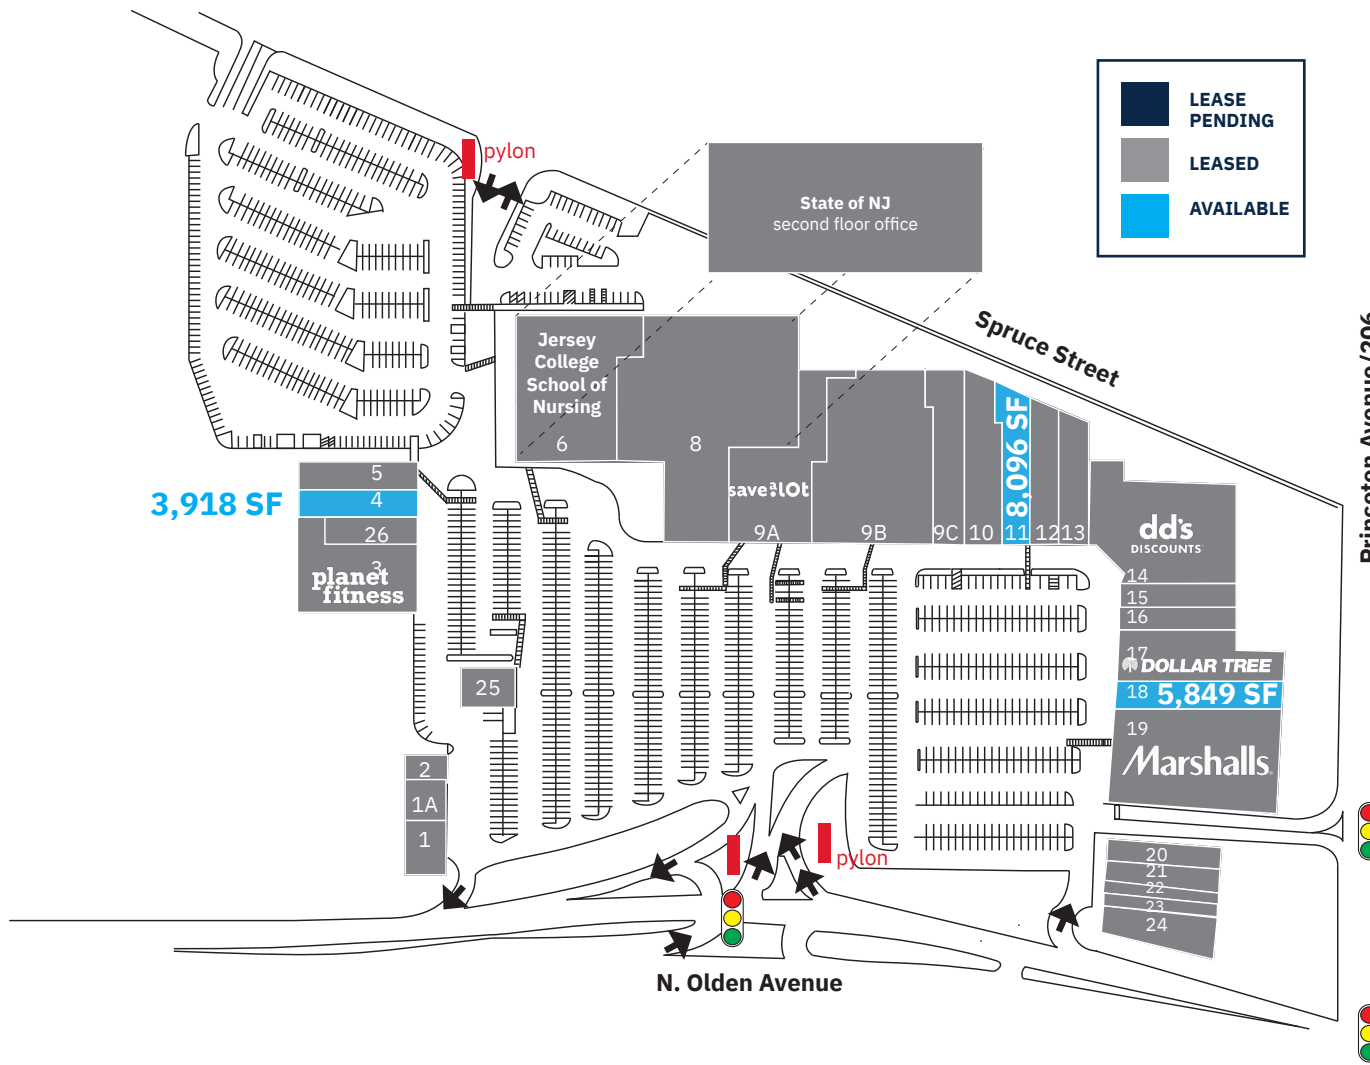 LEASE
PENDING
LEASED
AVAILABLE
pylon
State of NJ
second floor office
Spruce Street
Princeton Avenue/206
Jersey
College
School of
Nursing
6
8
save a lot
9A
9B
9C
10
11
8,096 SF
12
13
5
4
3,918 SF
26
3
planet
fitness
dd's
DISCOUNTS
14
15
16
17
DOLLAR TREE
18
5,849 SF
19
Marshalls
25
2
1A
1
pylon
20
21
22
23
24
N. Olden Avenue